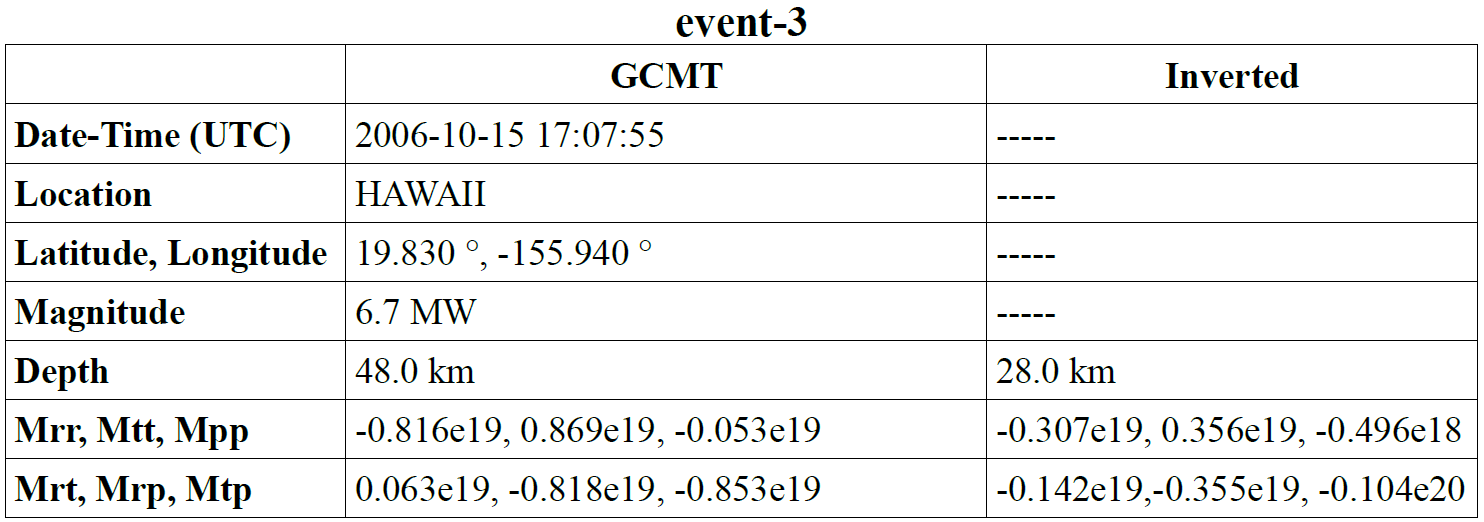 event-3
GCMT Inverted
Date-Time (UTC) 2006-10-15 17:07:55 -----
Location HAWAII -----
Latitude, Longitude 19.830 °, -155.940 ° -----
Magnitude 6.7 MW -----
Depth 48.0 km 28.0 km
Mrr, Mtt, Mpp -0.816e19, 0.869e19, -0.053e19 -0.307e19, 0.356e19, -0.496e18
Mrt, Mrp, Mtp 0.063e19, -0.818e19, -0.853e19 -0.142e19,-0.355e19, -0.104e20